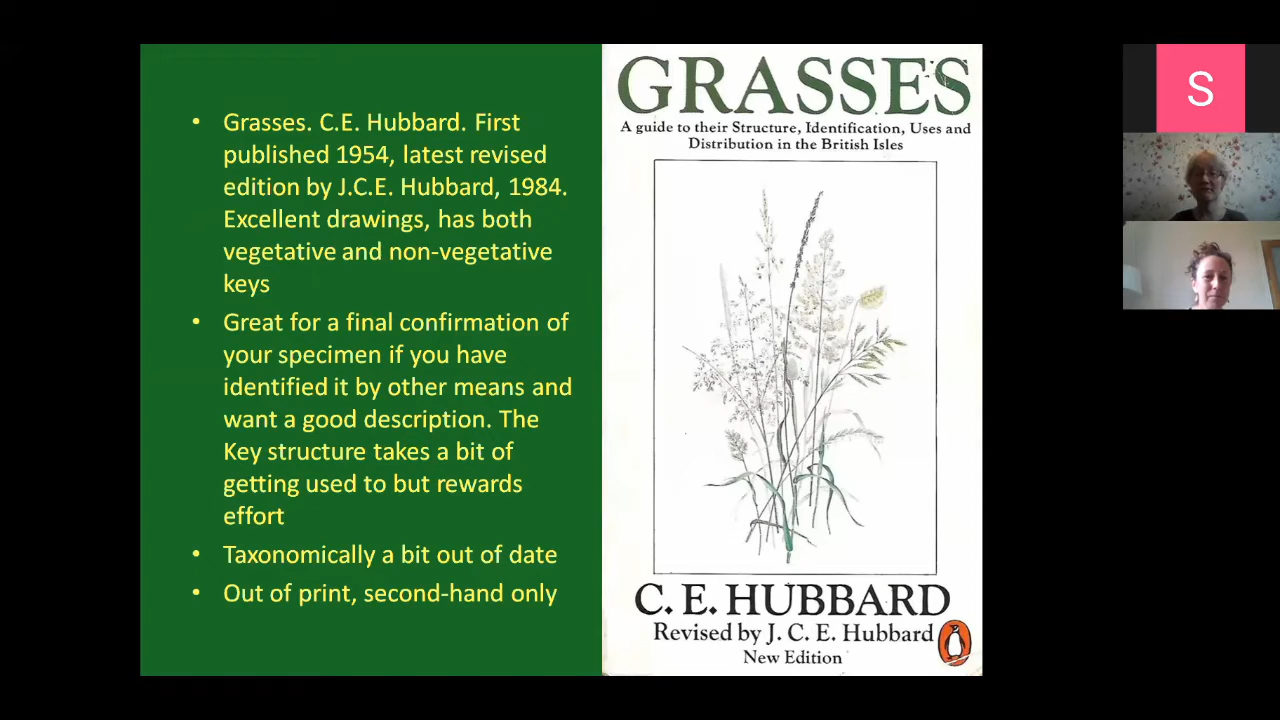 • Grasses. C.E. Hubbard. First
published 1954, latest revised
edition by J.C.E. Hubbard, 1984.
Excellent drawings, has both
vegetative and non-vegetative
keys
• Great for a final confirmation of
your specimen if you have
identified it by other means and
want a good description. The
Key structure takes a bit of
getting used to but rewards
effort
• Taxonomically a bit out of date
• Out of print, second-hand only
GRASSES
A guide to their Structure, Identification, Uses and
Distribution in the British Isles
C. E. HUBBARD
Revised by J. C. E. Hubbard
New Edition
S